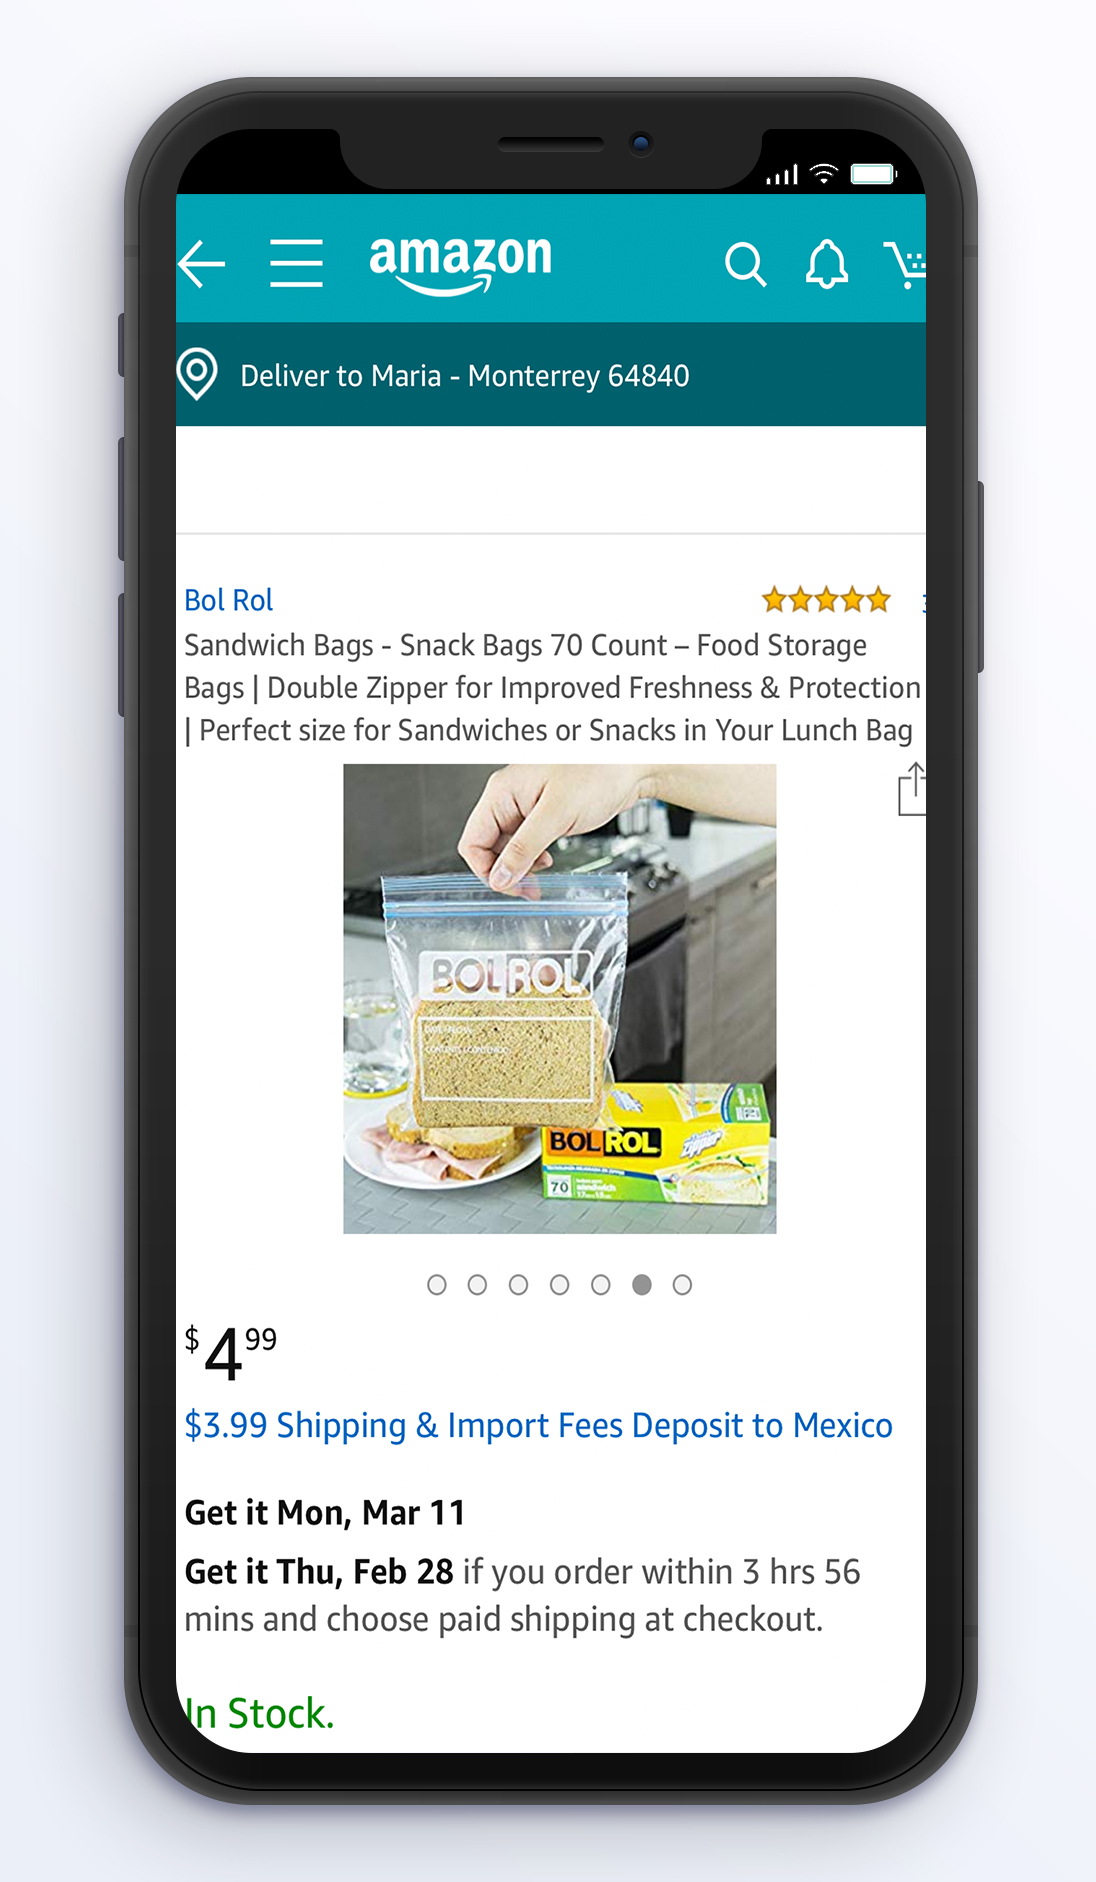 amazon
Deliver to Maria - Monterrey 64840
Bol Rol
Sandwich Bags - Snack Bags 70 Count – Food Storage
Bags | Double Zipper for Improved Freshness & Protection
| Perfect size for Sandwiches or Snacks in Your Lunch Bag
BOLROL
BOLROL
zipper
70
sandwich
$4.99
$3.99 Shipping & Import Fees Deposit to Mexico
Get it Mon, Mar 11
Get it Thu, Feb 28 if you order within 3 hrs 56
mins and choose paid shipping at checkout.
In Stock.